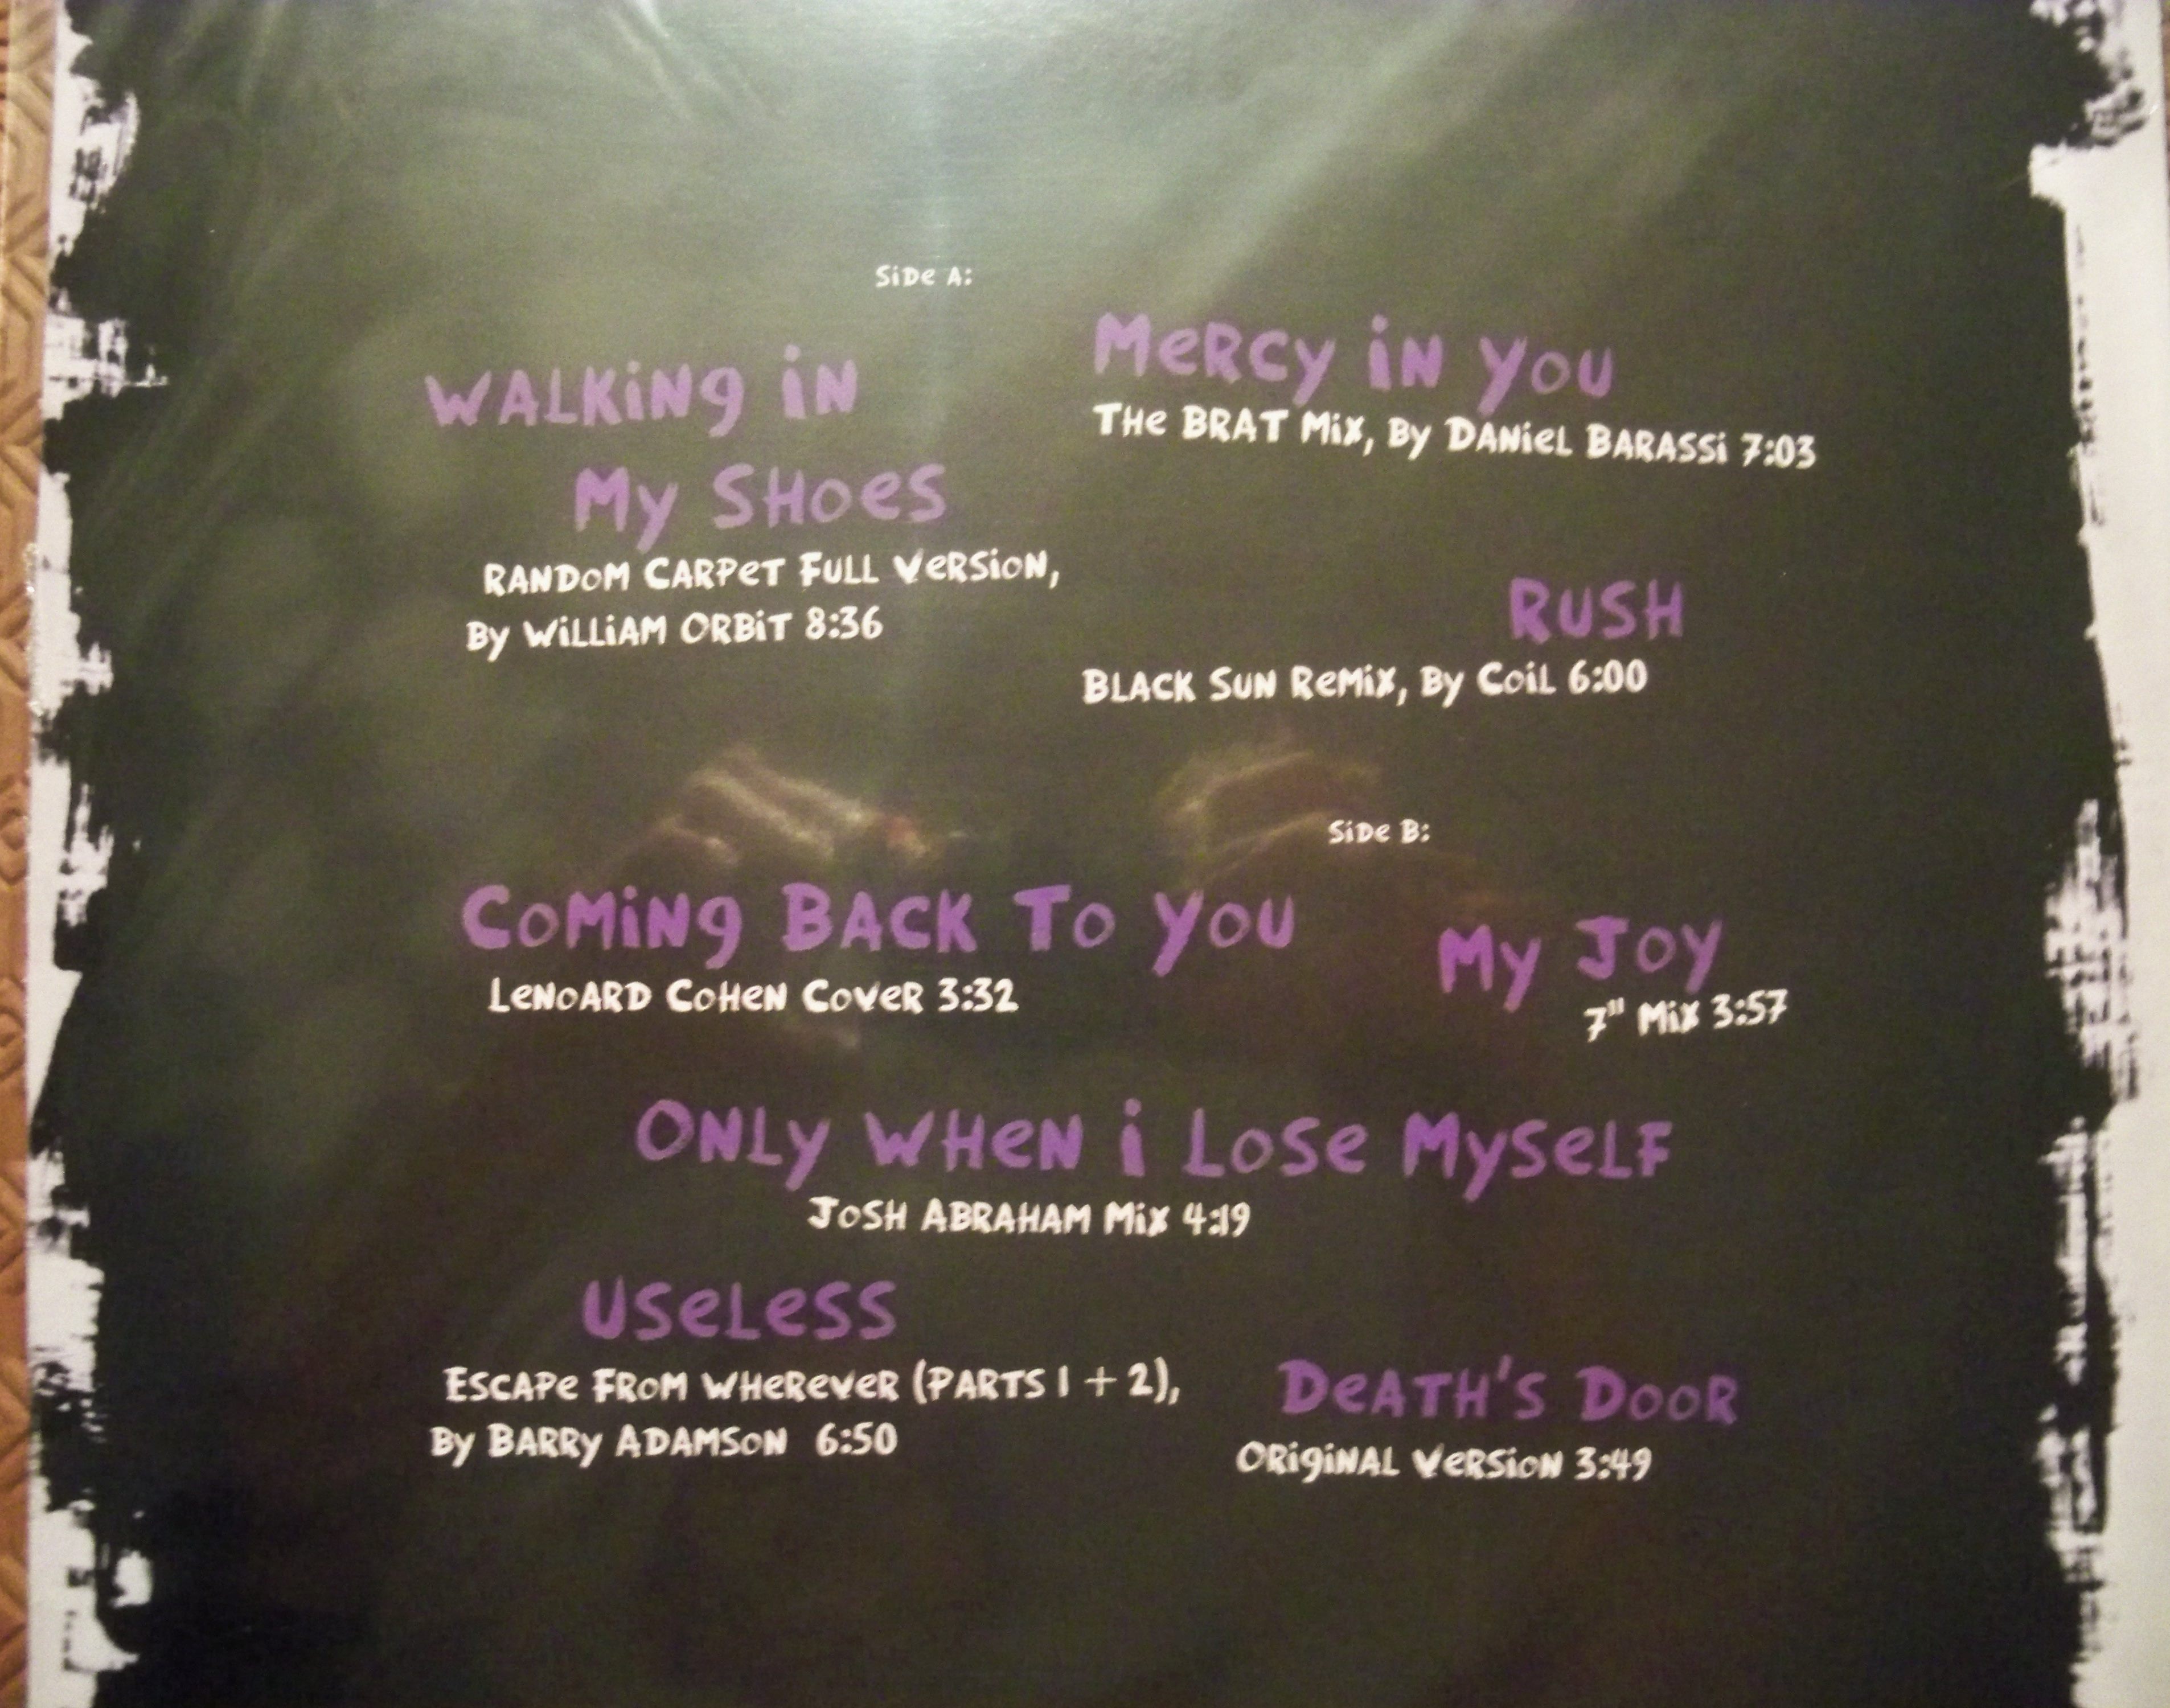 Side A:
Walking in
My Shoes
Random Carpet Full Version,
By William Orbit 8:36
Mercy in You
The BRAT Mix, By Daniel Barassi 7:03
Rush
Black Sun Remix, By Coil 6:00
Side B:
Coming Back To You
Lenoard Cohen Cover 3:32
My Joy
7" Mix 3:57
Only When i Lose Myself
Josh Abraham Mix 4:19
Useless
Escape From Wherever (Parts 1 + 2),
By Barry Adamson 6:50
Death's Door
Original Version 3:49